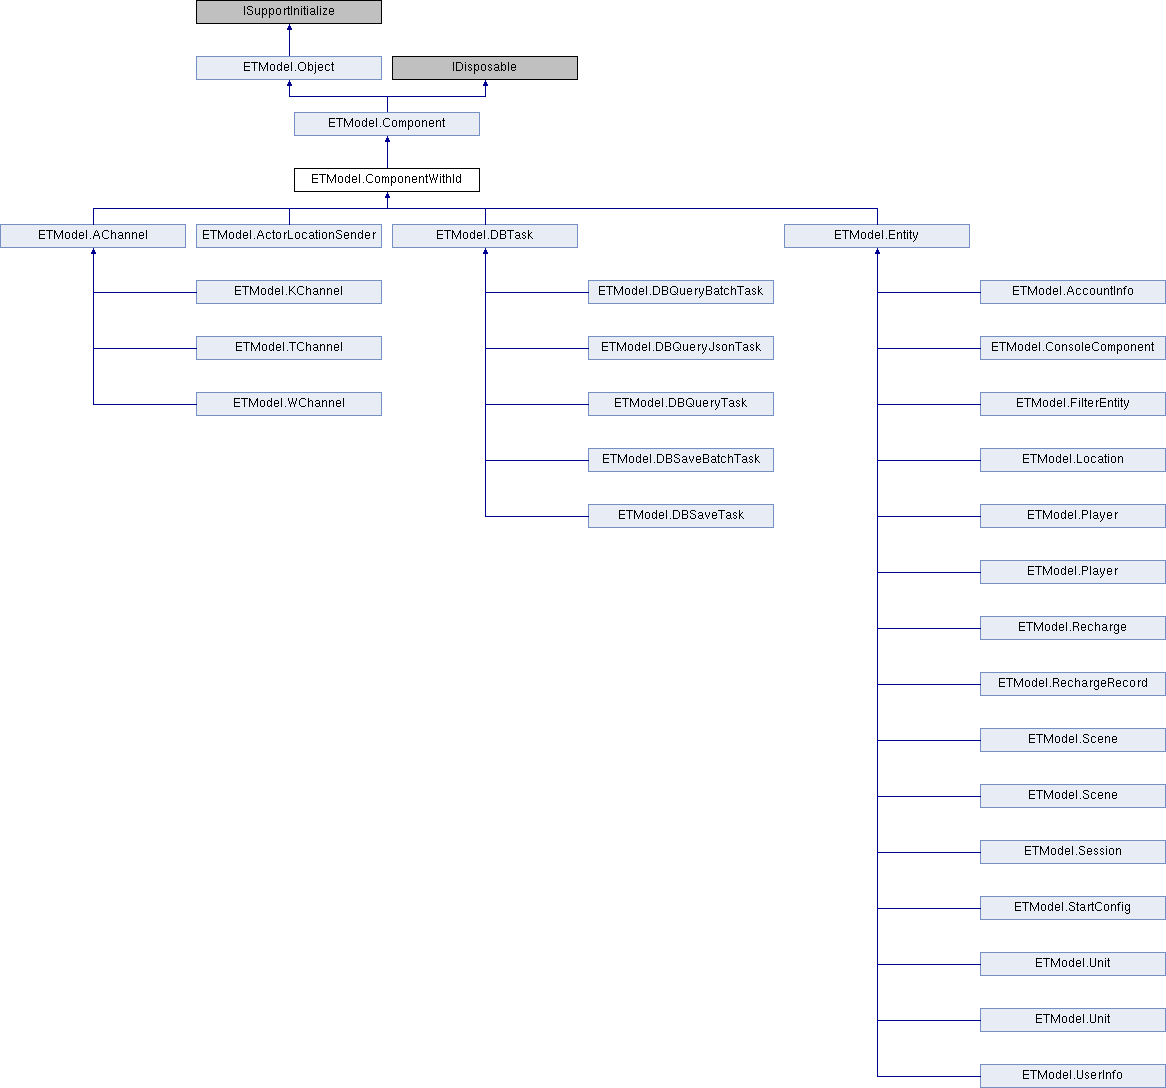 ISupportInitialize
ETModel.Object
IDisposable
ETModel.Component
ETModel.ComponentWithId
ETModel.AChannel
ETModel.ActorLocationSender
ETModel.DBTask
ETModel.Entity
ETModel.KChannel
ETModel.DBQueryBatchTask
ETModel.AccountInfo
ETModel.TChannel
ETModel.DBQueryJsonTask
ETModel.ConsoleComponent
ETModel.WChannel
ETModel.DBQueryTask
ETModel.FilterEntity
ETModel.DBSaveBatchTask
ETModel.Location
ETModel.DBSaveTask
ETModel.Player
ETModel.Player
ETModel.Recharge
ETModel.RechargeRecord
ETModel.Scene
ETModel.Scene
ETModel.Session
ETModel.StartConfig
ETModel.Unit
ETModel.Unit
ETModel.UserInfo